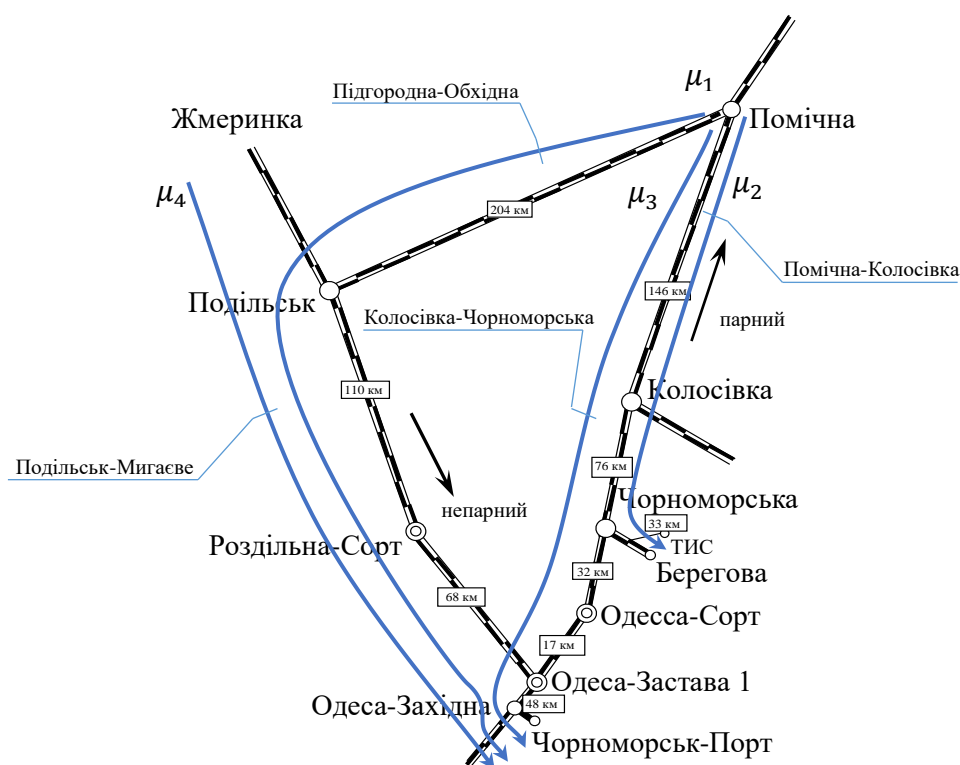 μ₁
Підгородна-Обхідна
Жмеринка
Помічна
μ₄
μ₃
μ₂
204 км
Помічна-Колосівка
Подільськ
146 км
Колосівка-Чорноморська
парний
110 км
Колосівка
Подільськ-Мигаєве
76 км
непарний
Чорноморська
33 км
Роздільна-Сорт
ТИС
Берегова
32 км
68 км
Одесса-Сорт
17 км
Одеса-Застава 1
Одеса-Західна
48 км
Чорноморськ-Порт